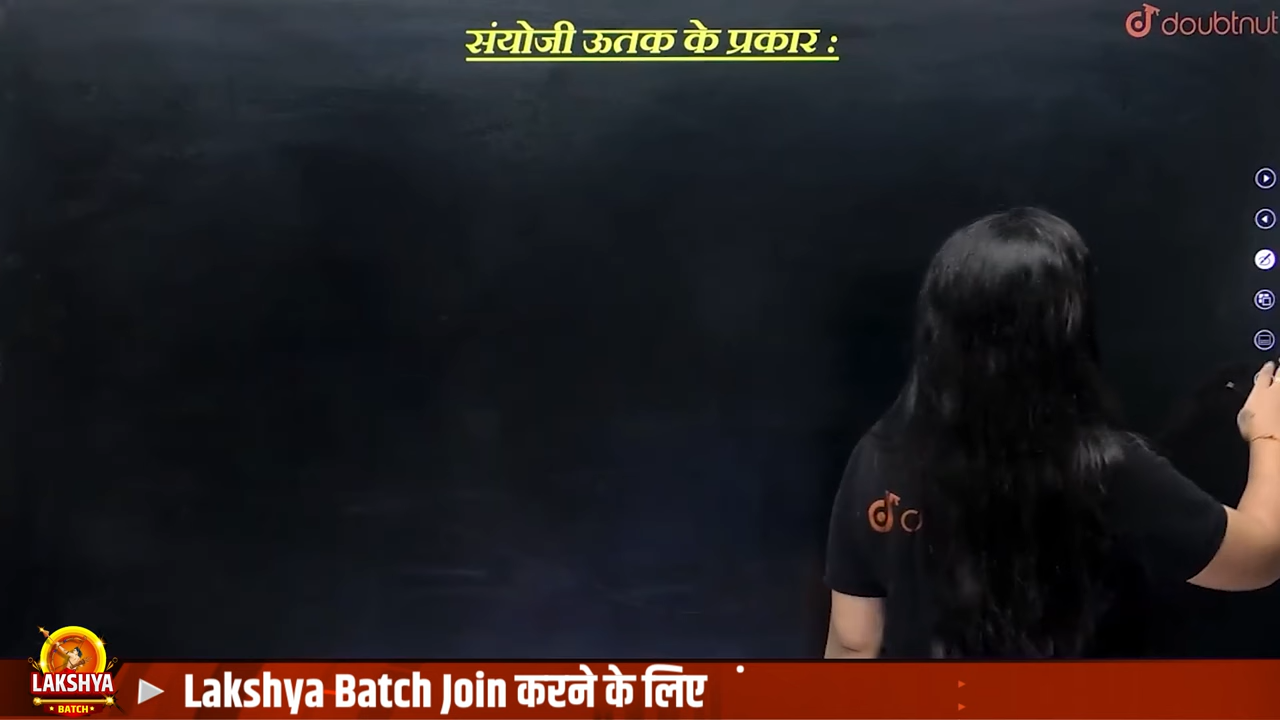 संयोजी ऊतक के प्रकार :
doubtnut
LAKSHYA
BATCH
Lakshya Batch Join करने के लिए